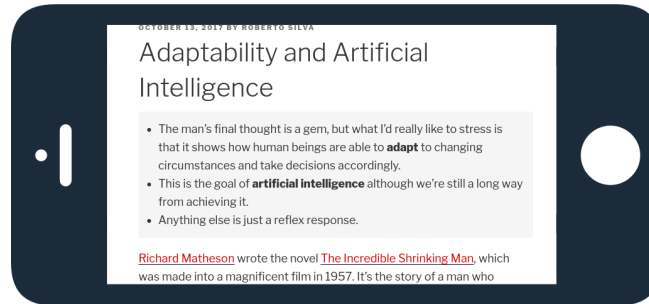 OCTOBER 13, 2017 BY ROBERTO SILVA
Adaptability and Artificial
Intelligence
• The man's final thought is a gem, but what I'd really like to stress is
that it shows how human beings are able to adapt to changing
circumstances and take decisions accordingly.
• This is the goal of artificial intelligence although we're still a long way
from achieving it.
• Anything else is just a reflex response.
Richard Matheson wrote the novel The Incredible Shrinking Man, which
was made into a magnificent film in 1957. It's the story of a man who